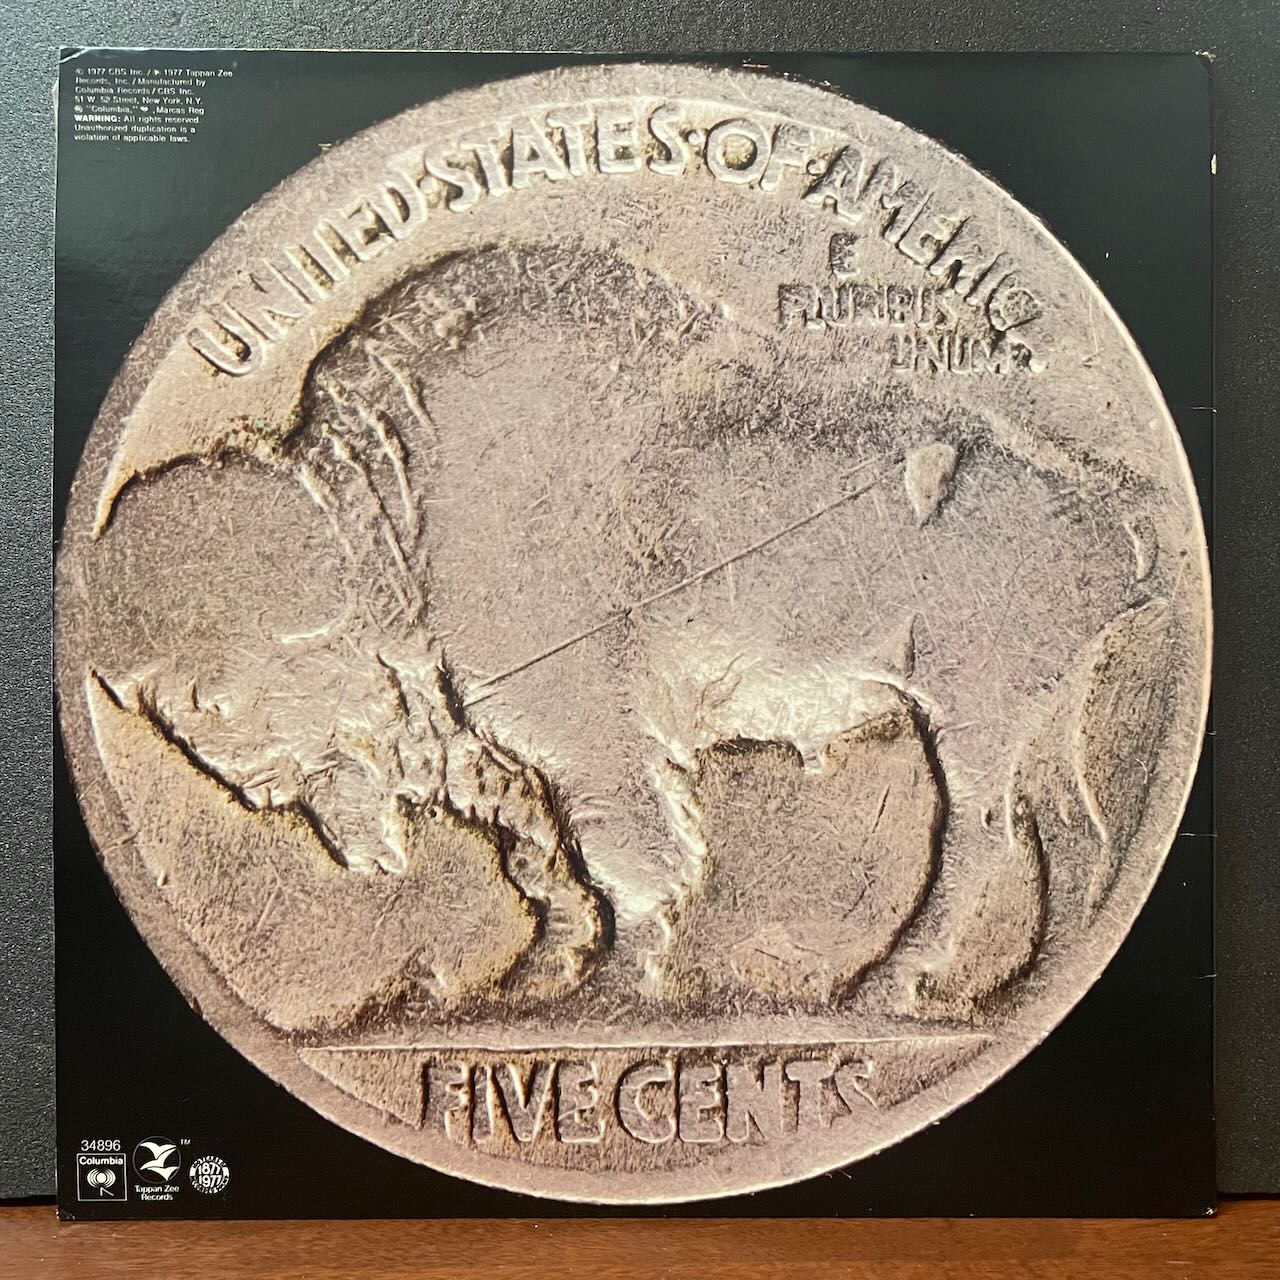 ℗ 1977 CBS Inc. / ℗ 1977 Tappan Zee
Records, Inc. / Manufactured by
Columbia Records / CBS Inc.
51 W. 52 Street, New York, N.Y.
® "Columbia," , Marcas Reg
WARNING: All rights reserved.
Unauthorized duplication is a
violation of applicable laws.
UNITED·STATES·OF·AMERICA
E
PLURIBUS
UNUM
FIVE CENTS
34896
Columbia
TM
Tappan Zee
Records
1877
1977